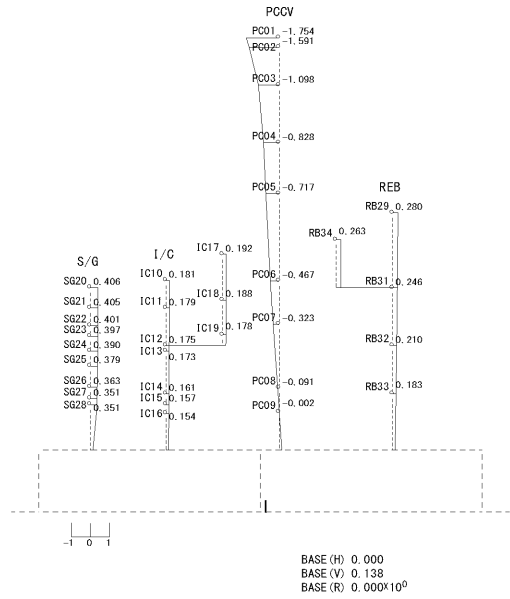 PCCV
PC01 -1.754
PC02 -1.591
PC03 -1.098
PC04 -0.828
PC05 -0.717
PC06 -0.467
PC07 -0.323
PC08 -0.091
PC09 -0.002
REB
RB29 0.280
RB34 0.263
RB31 0.246
RB32 0.210
RB33 0.183
I/C
IC17 0.192
IC10 0.181
IC18 0.188
IC11 0.179
IC19 0.178
IC12 0.175
IC13 0.173
IC14 0.161
IC15 0.157
IC16 0.154
S/G
SG20 0.406
SG21 0.405
SG22 0.401
SG23 0.397
SG24 0.390
SG25 0.379
SG26 0.363
SG27 0.351
SG28 0.351
-1 0 1
BASE(H) 0.000
BASE(V) 0.138
BASE(R) 0.000×10⁰